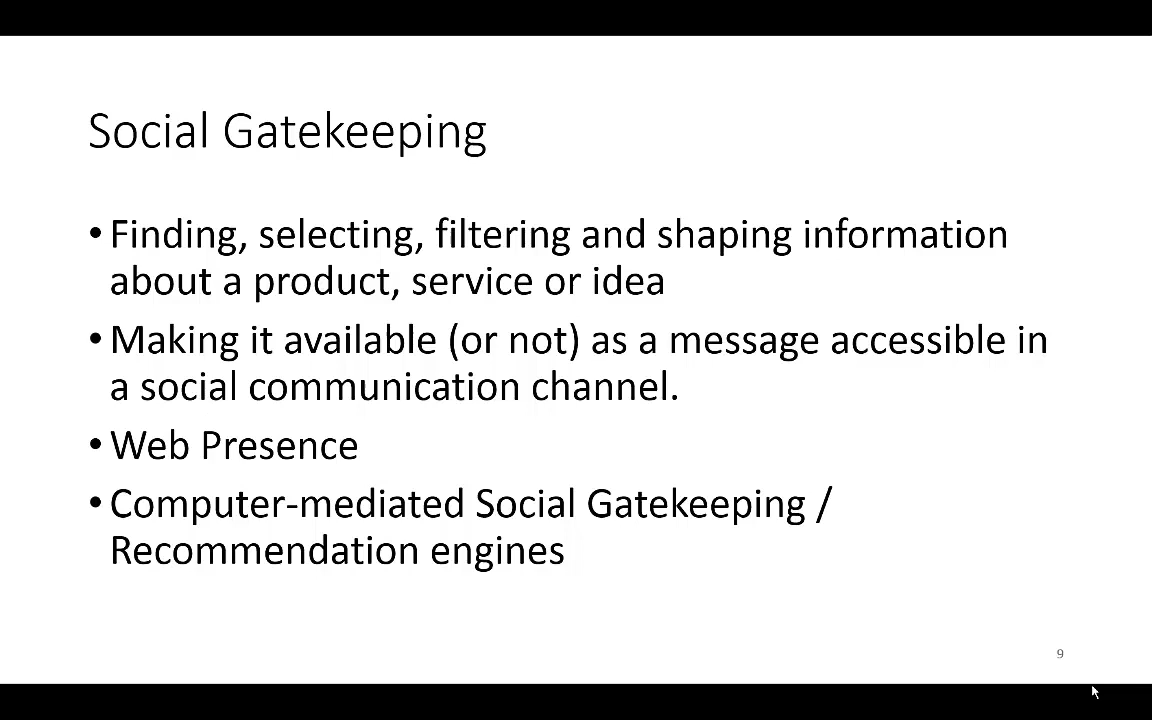 Social Gatekeeping
• Finding, selecting, filtering and shaping information
about a product, service or idea
• Making it available (or not) as a message accessible in
a social communication channel.
• Web Presence
• Computer-mediated Social Gatekeeping /
Recommendation engines
9